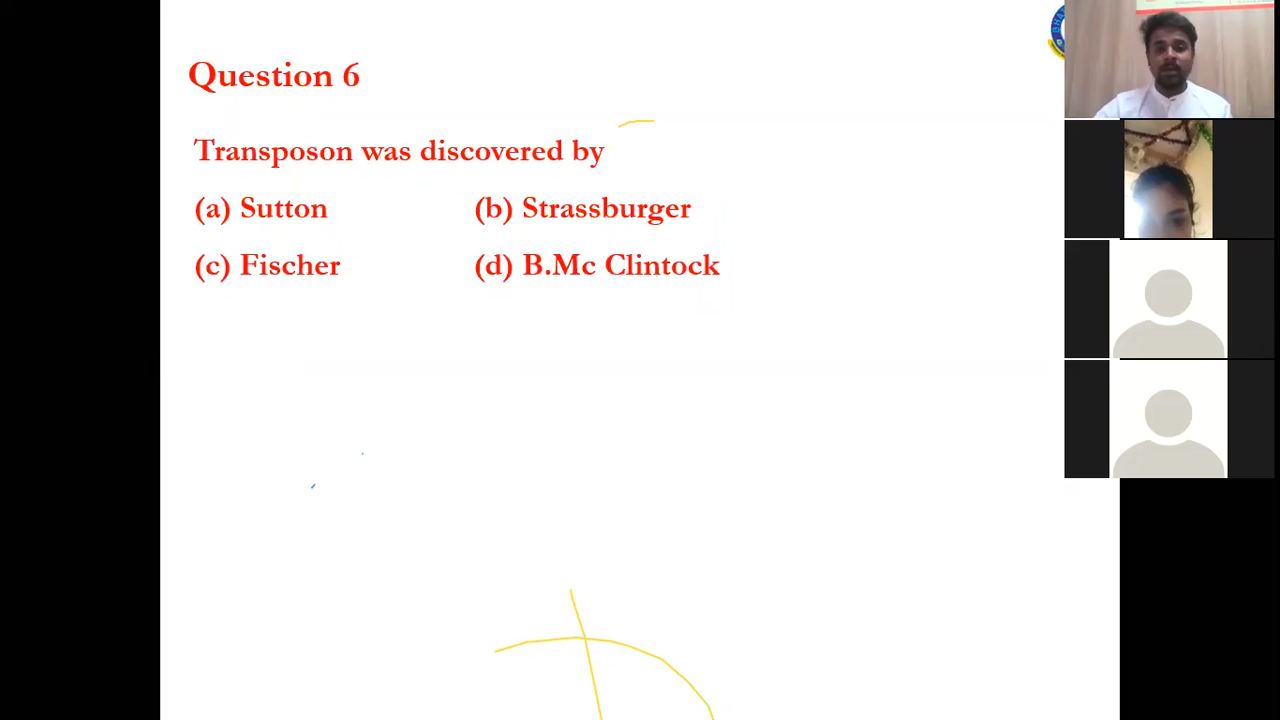 Question 6
Transposon was discovered by
(a) Sutton (b) Strassburger
(c) Fischer (d) B.Mc Clintock